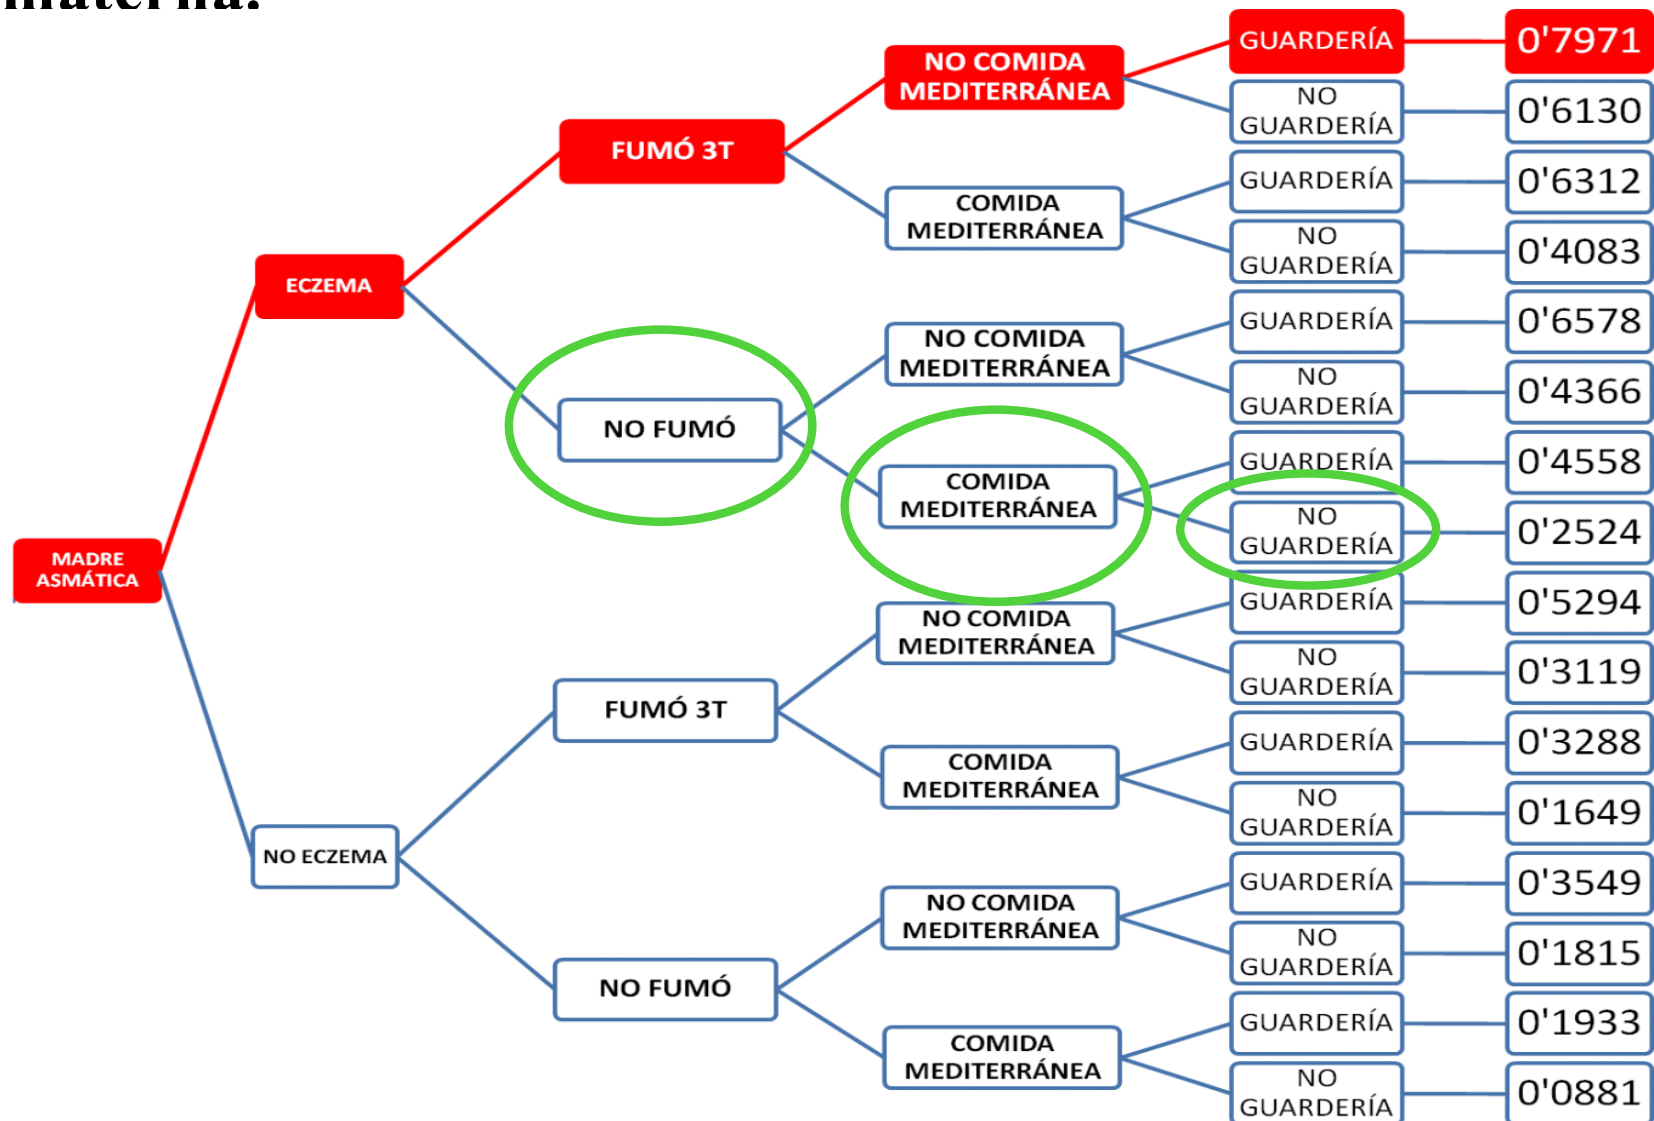 materna.
GUARDERÍA
0'7971
NO COMIDA
MEDITERRÁNEA
NO
GUARDERÍA
0'6130
FUMÓ 3T
GUARDERÍA
0'6312
COMIDA
MEDITERRÁNEA
NO
GUARDERÍA
0'4083
ECZEMA
GUARDERÍA
0'6578
NO COMIDA
MEDITERRÁNEA
NO
GUARDERÍA
0'4366
NO FUMÓ
GUARDERÍA
0'4558
COMIDA
MEDITERRÁNEA
NO
GUARDERÍA
0'2524
MADRE
ASMÁTICA
GUARDERÍA
0'5294
NO COMIDA
MEDITERRÁNEA
NO
GUARDERÍA
0'3119
FUMÓ 3T
GUARDERÍA
0'3288
COMIDA
MEDITERRÁNEA
NO
GUARDERÍA
0'1649
NO ECZEMA
GUARDERÍA
0'3549
NO COMIDA
MEDITERRÁNEA
NO
GUARDERÍA
0'1815
NO FUMÓ
GUARDERÍA
0'1933
COMIDA
MEDITERRÁNEA
NO
GUARDERÍA
0'0881